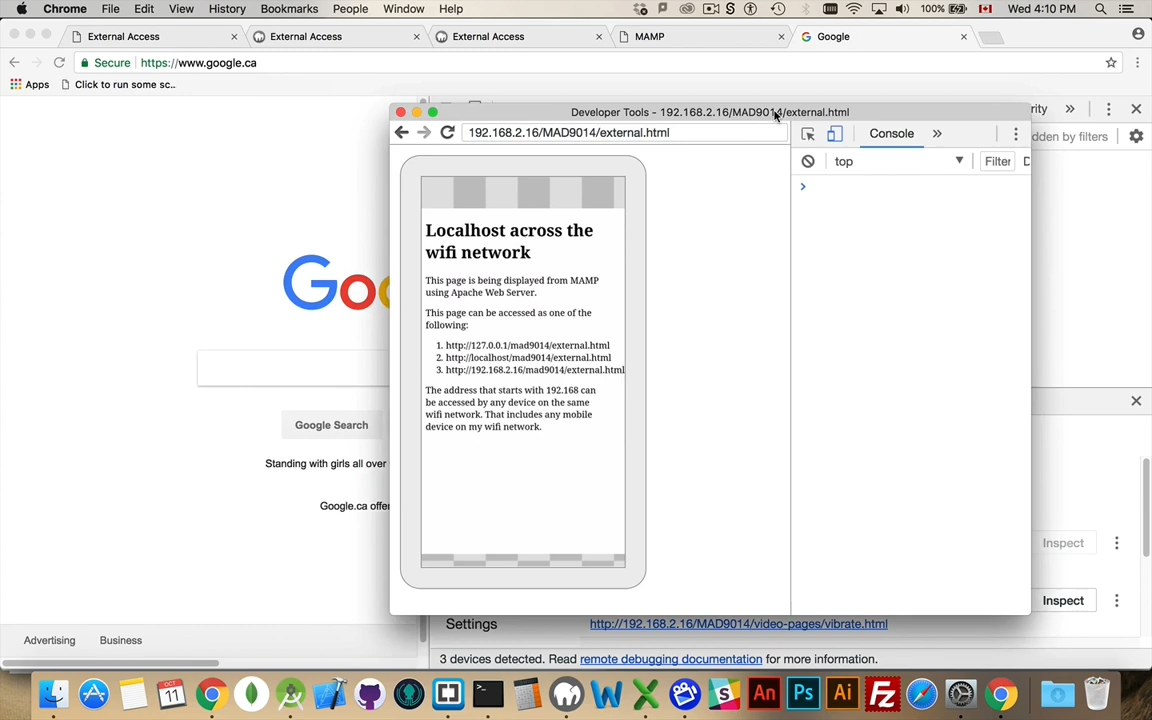 Chrome File Edit View History Bookmarks People Window Help 100% Wed 4:10 PM
External Access External Access External Access MAMP Google
Secure https://www.google.ca
Apps Click to run some sc..
Developer Tools - 192.168.2.16/MAD9014/external.html
192.168.2.16/MAD9014/external.html
Console »
top
Filter
Localhost across the
wifi network
This page is being displayed from MAMP
using Apache Web Server.
This page can be accessed as one of the
following:
1. http://127.0.0.1/mad9014/external.html
2. http://localhost/mad9014/external.html
3. http://192.168.2.16/mad9014/external.html
The address that starts with 192.168 can
be accessed by any device on the same
wifi network. That includes any mobile
device on my wifi network.
Google Search
Standing with girls all over
Google.ca offe
Advertising Business
rity »
dden by filters
Inspect
Inspect
Settings
http://192.168.2.16/MAD9014/video-pages/vibrate.html
3 devices detected. Read remote debugging documentation for more information.
OCT
11
An
Ps
Ai
Fz